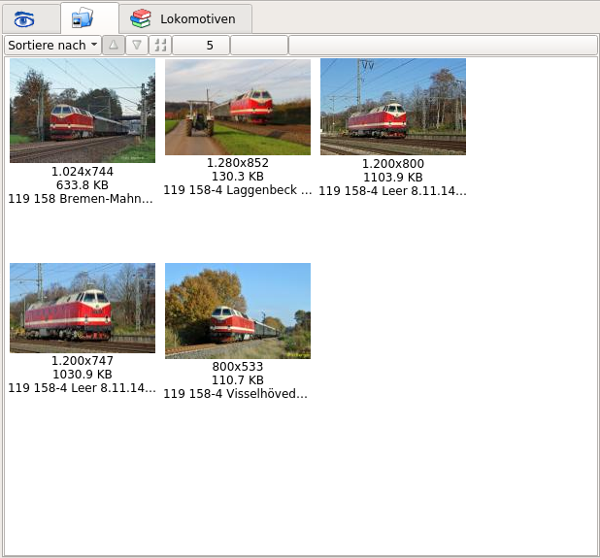 Lokomotiven
Sortiere nach
5
1.024x744
633.8 KB
119 158 Bremen-Mahn...
1.280x852
130.3 KB
119 158-4 Laggenbeck ...
1.200x800
1103.9 KB
119 158-4 Leer 8.11.14...
1.200x747
1030.9 KB
119 158-4 Leer 8.11.14...
800x533
110.7 KB
119 158-4 Visselhöved...